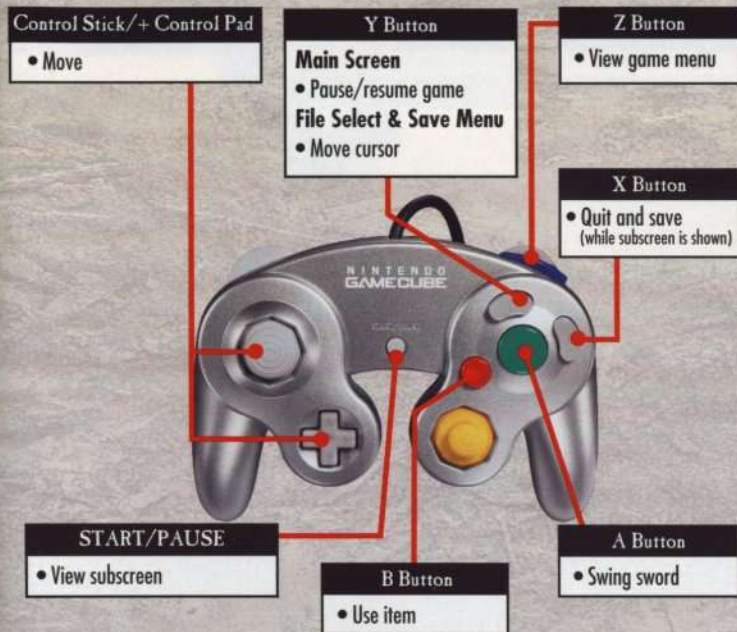 Control Stick/+ Control Pad
• Move
Y Button
Main Screen
• Pause/resume game
File Select & Save Menu
• Move cursor
Z Button
• View game menu
X Button
• Quit and save
(while subscreen is shown)
NINTENDO
GAMECUBE
START/PAUSE
• View subscreen
B Button
• Use item
A Button
• Swing sword